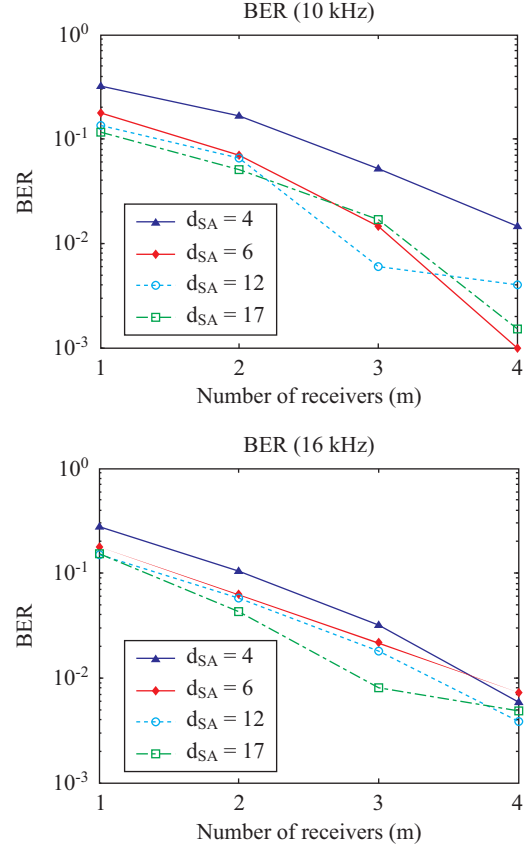 BER (10 kHz)
10^0
10^-1
10^-2
10^-3
BER
d_SA = 4
d_SA = 6
d_SA = 12
d_SA = 17
1 2 3 4
Number of receivers (m)
BER (16 kHz)
10^0
10^-1
10^-2
10^-3
BER
d_SA = 4
d_SA = 6
d_SA = 12
d_SA = 17
1 2 3 4
Number of receivers (m)